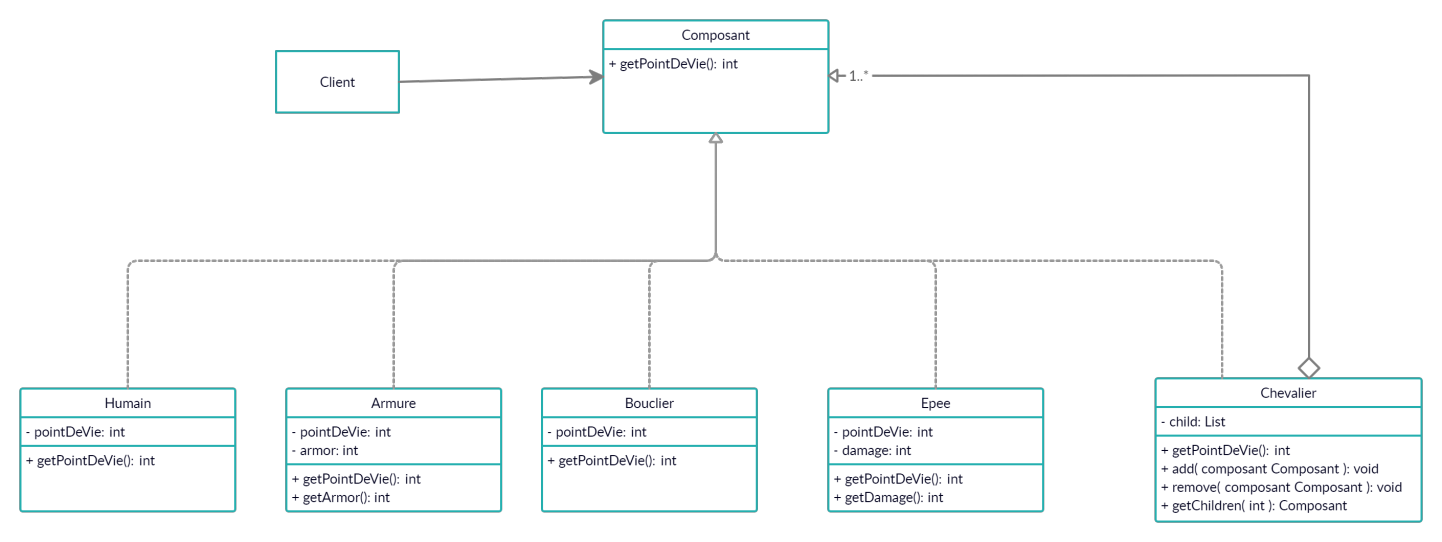 Composant
+ getPointDeVie(): int
Client
1..*
Humain
- pointDeVie: int
+ getPointDeVie(): int
Armure
- pointDeVie: int
- armor: int
+ getPointDeVie(): int
+ getArmor(): int
Bouclier
- pointDeVie: int
+ getPointDeVie(): int
Epee
- pointDeVie: int
- damage: int
+ getPointDeVie(): int
+ getDamage(): int
Chevalier
- child: List
+ getPointDeVie(): int
+ add( composant Composant ): void
+ remove( composant Composant ): void
+ getChildren( int ): Composant